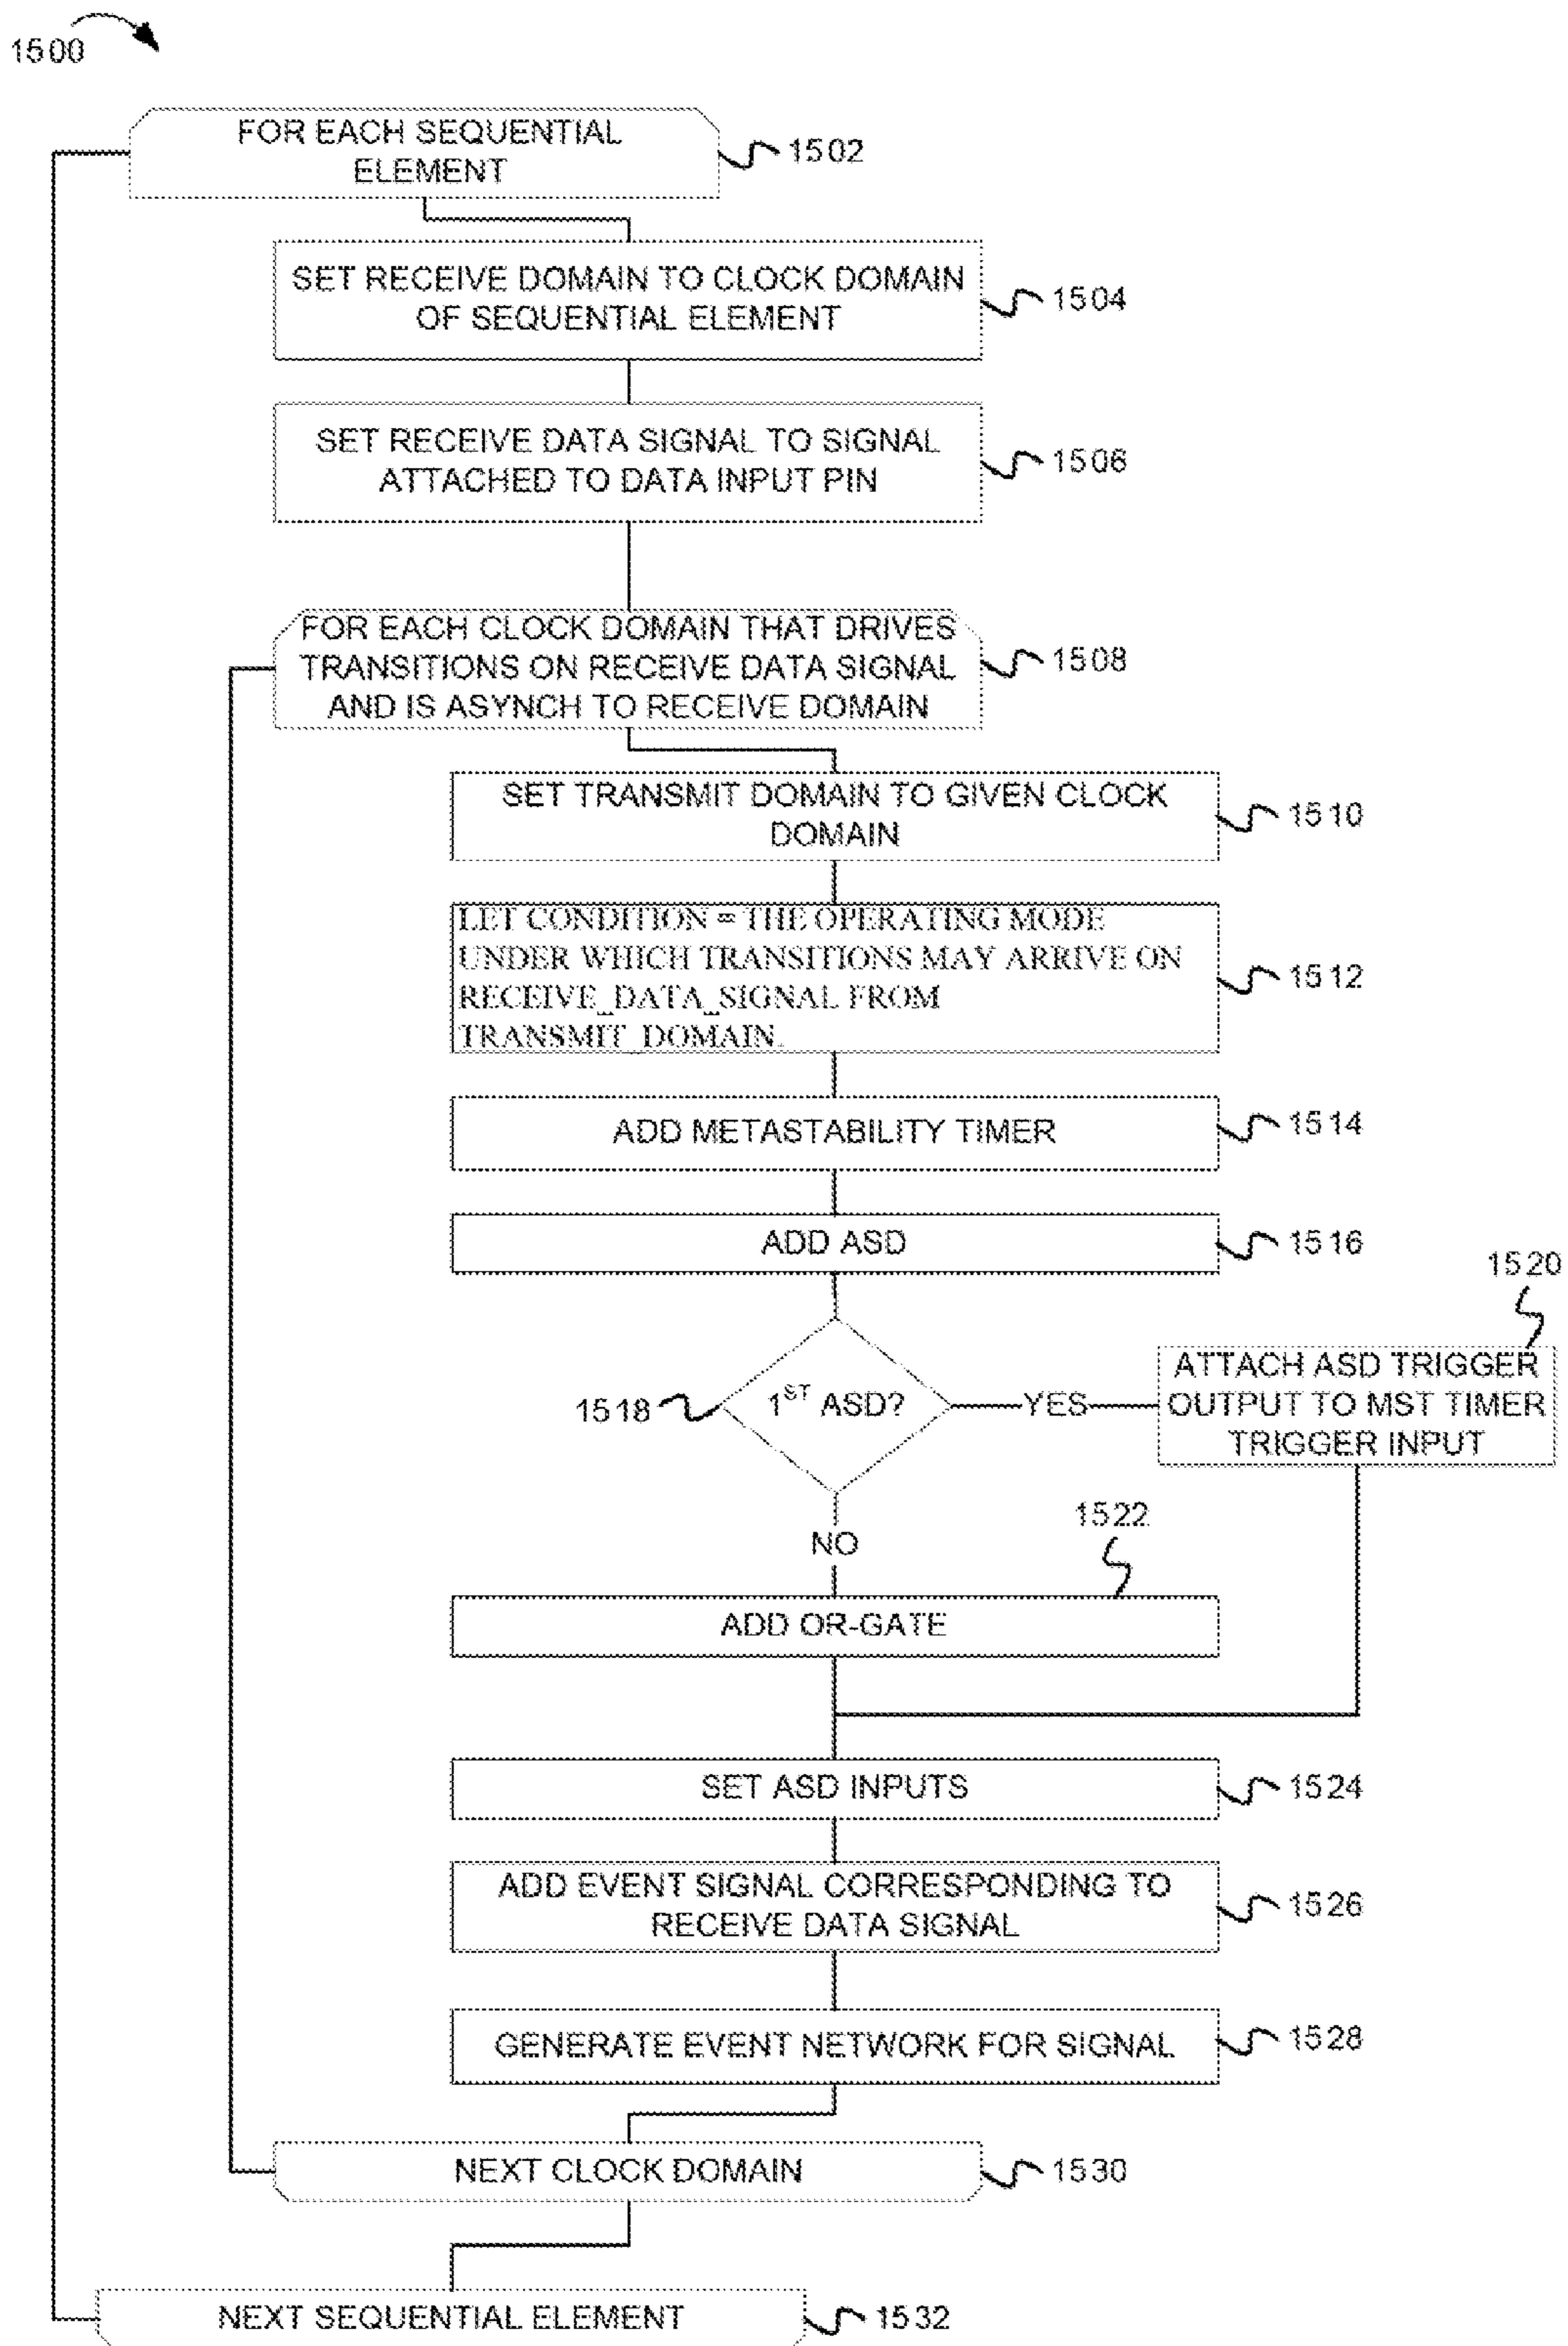 1500
FOR EACH SEQUENTIAL
ELEMENT
1502
SET RECEIVE DOMAIN TO CLOCK DOMAIN
OF SEQUENTIAL ELEMENT
1504
SET RECEIVE DATA SIGNAL TO SIGNAL
ATTACHED TO DATA INPUT PIN
1506
FOR EACH CLOCK DOMAIN THAT DRIVES
TRANSITIONS ON RECEIVE DATA SIGNAL
AND IS ASYNCH TO RECEIVE DOMAIN
1508
SET TRANSMIT DOMAIN TO GIVEN CLOCK
DOMAIN
1510
LET CONDITION = THE OPERATING MODE
UNDER WHICH TRANSITIONS MAY ARRIVE ON
RECEIVE_DATA_SIGNAL FROM
TRANSMIT_DOMAIN.
1512
ADD METASTABILITY TIMER
1514
ADD ASD
1516
1520
1518
1ST ASD?
YES
ATTACH ASD TRIGGER
OUTPUT TO MST TIMER
TRIGGER INPUT
NO
1522
ADD OR-GATE
SET ASD INPUTS
1524
ADD EVENT SIGNAL CORRESPONDING TO
RECEIVE DATA SIGNAL
1526
GENERATE EVENT NETWORK FOR SIGNAL
1528
NEXT CLOCK DOMAIN
1530
NEXT SEQUENTIAL ELEMENT
1532